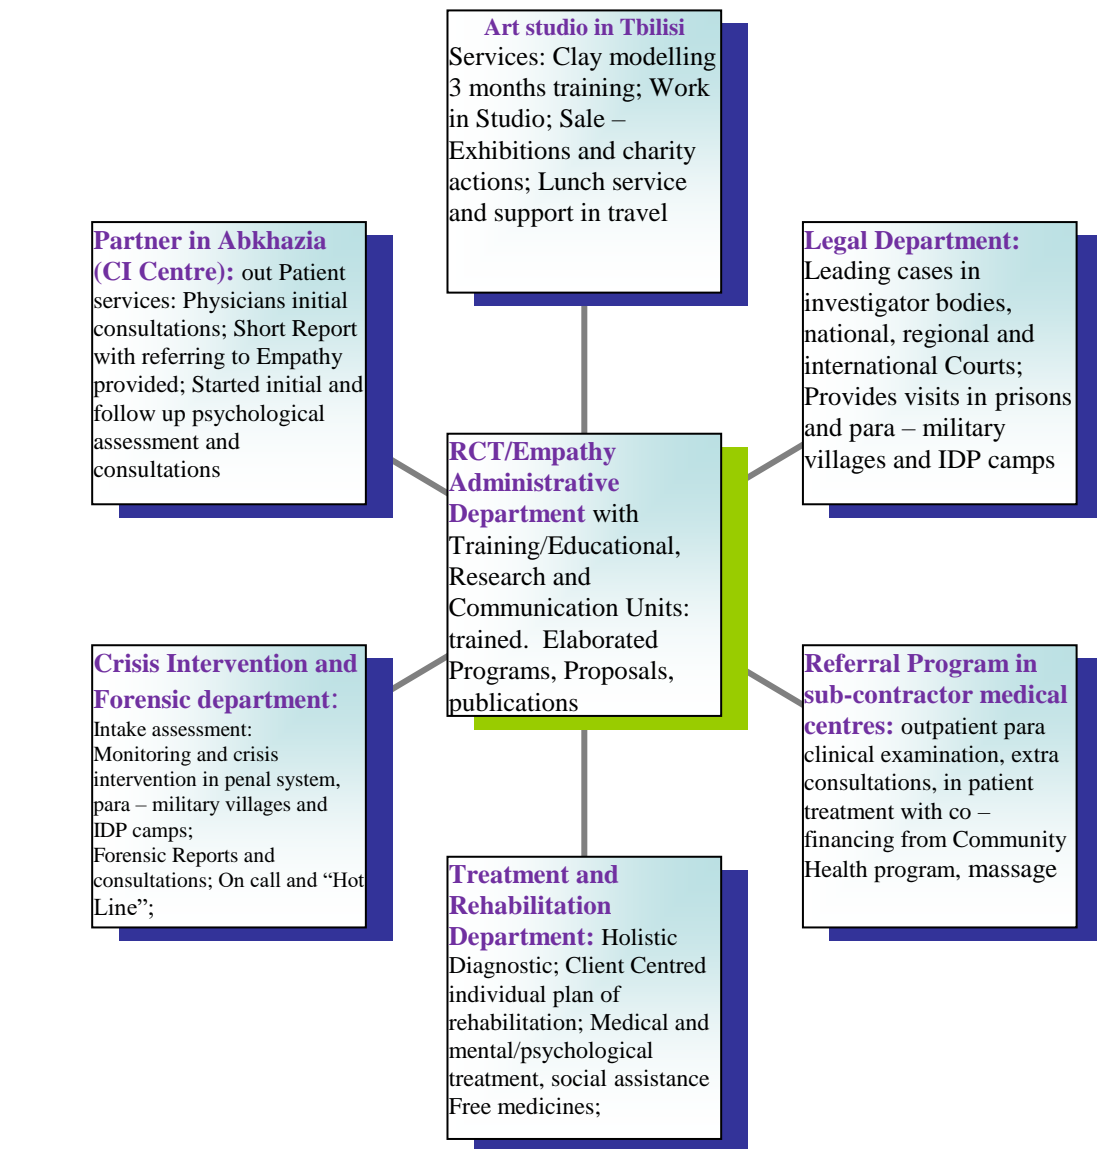 Art studio in Tbilisi
Services: Clay modelling
3 months training; Work
in Studio; Sale –
Exhibitions and charity
actions; Lunch service
and support in travel
Partner in Abkhazia
(CI Centre): out Patient
services: Physicians initial
consultations; Short Report
with referring to Empathy
provided; Started initial and
follow up psychological
assessment and
consultations
Legal Department:
Leading cases in
investigator bodies,
national, regional and
international Courts;
Provides visits in prisons
and para – military
villages and IDP camps
RCT/Empathy
Administrative
Department with
Training/Educational,
Research and
Communication Units:
trained. Elaborated
Programs, Proposals,
publications
Crisis Intervention and
Forensic department:
Intake assessment:
Monitoring and crisis
intervention in penal system,
para – military villages and
IDP camps;
Forensic Reports and
consultations; On call and “Hot
Line”;
Referral Program in
sub-contractor medical
centres: outpatient para
clinical examination, extra
consultations, in patient
treatment with co –
financing from Community
Health program, massage
Treatment and
Rehabilitation
Department: Holistic
Diagnostic; Client Centred
individual plan of
rehabilitation; Medical and
mental/psychological
treatment, social assistance
Free medicines;